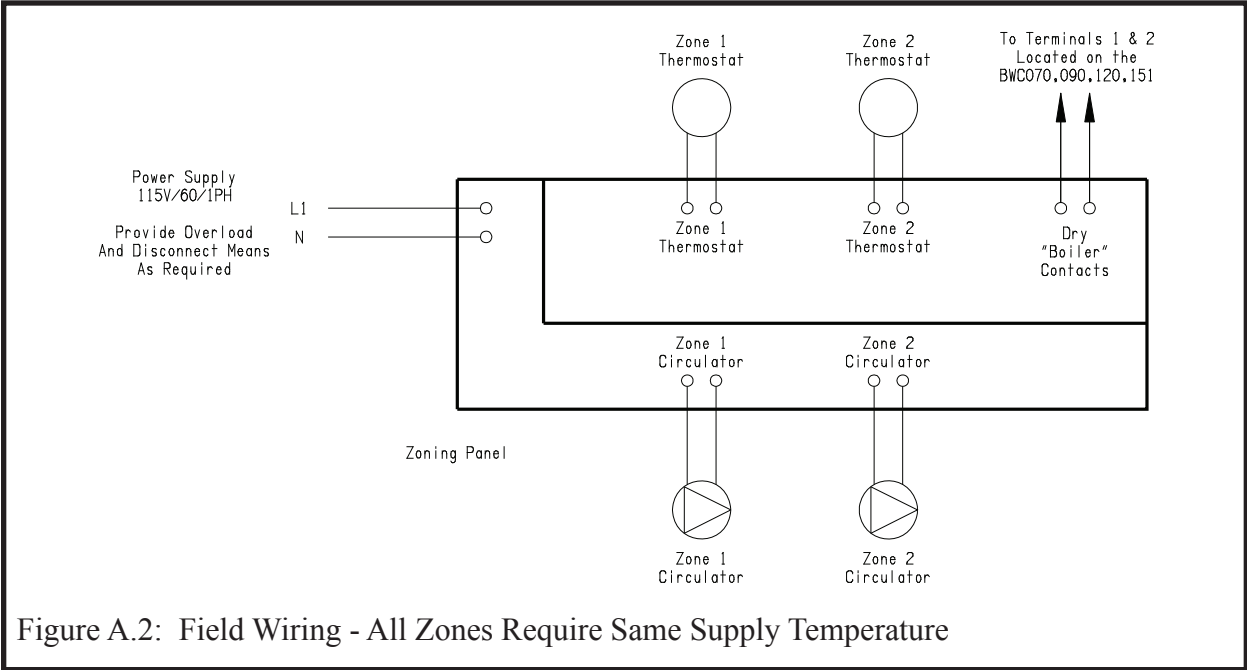 Zone 1
Thermostat
Zone 2
Thermostat
To Terminals 1 & 2
Located on the
BWC070,090,120,151
Power Supply
115V/60/1PH
L1
Provide Overload
And Disconnect Means
As Required
N
Zone 1
Thermostat
Zone 2
Thermostat
Dry
"Boiler"
Contacts
Zone 1
Circulator
Zone 2
Circulator
Zoning Panel
Zone 1
Circulator
Zone 2
Circulator
Figure A.2: Field Wiring - All Zones Require Same Supply Temperature